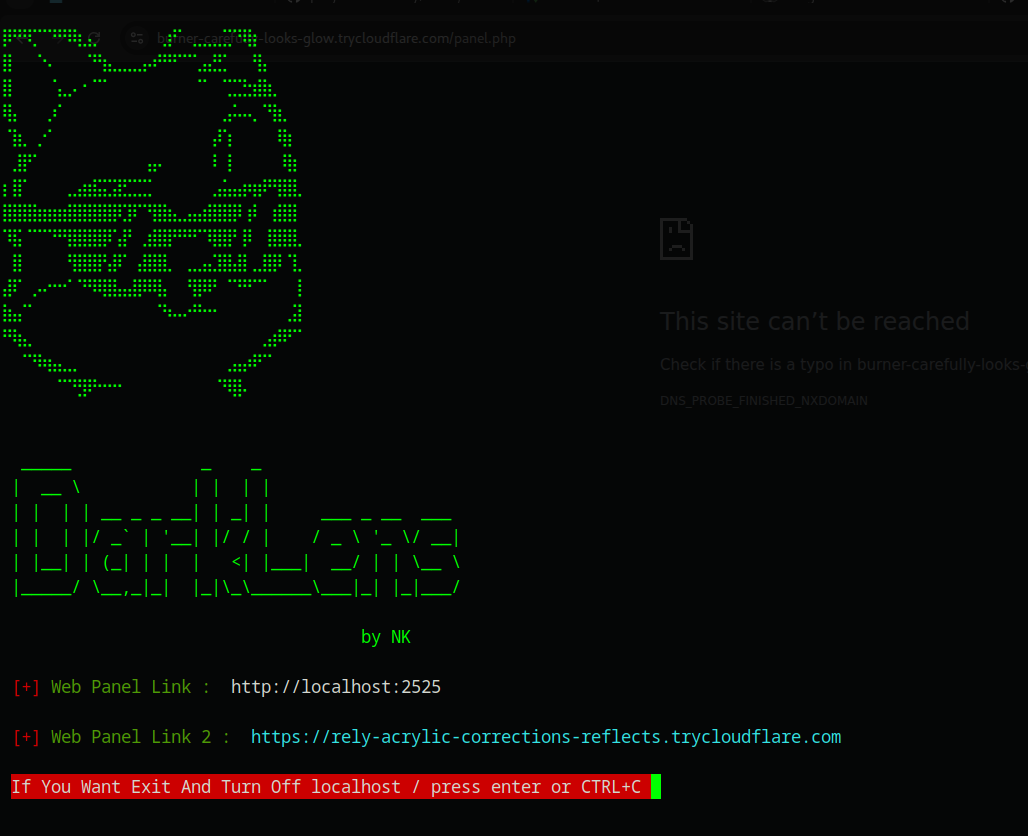 burner-carefully-looks-glow.trycloudflare.com/panel.php
This site can’t be reached
Check if there is a typo in burner-carefully-looks-
DNS_PROBE_FINISHED_NXDOMAIN
DarkLens
by NK
[+] Web Panel Link : http://localhost:2525
[+] Web Panel Link 2 : https://rely-acrylic-corrections-reflects.trycloudflare.com
If You Want Exit And Turn Off localhost / press enter or CTRL+C